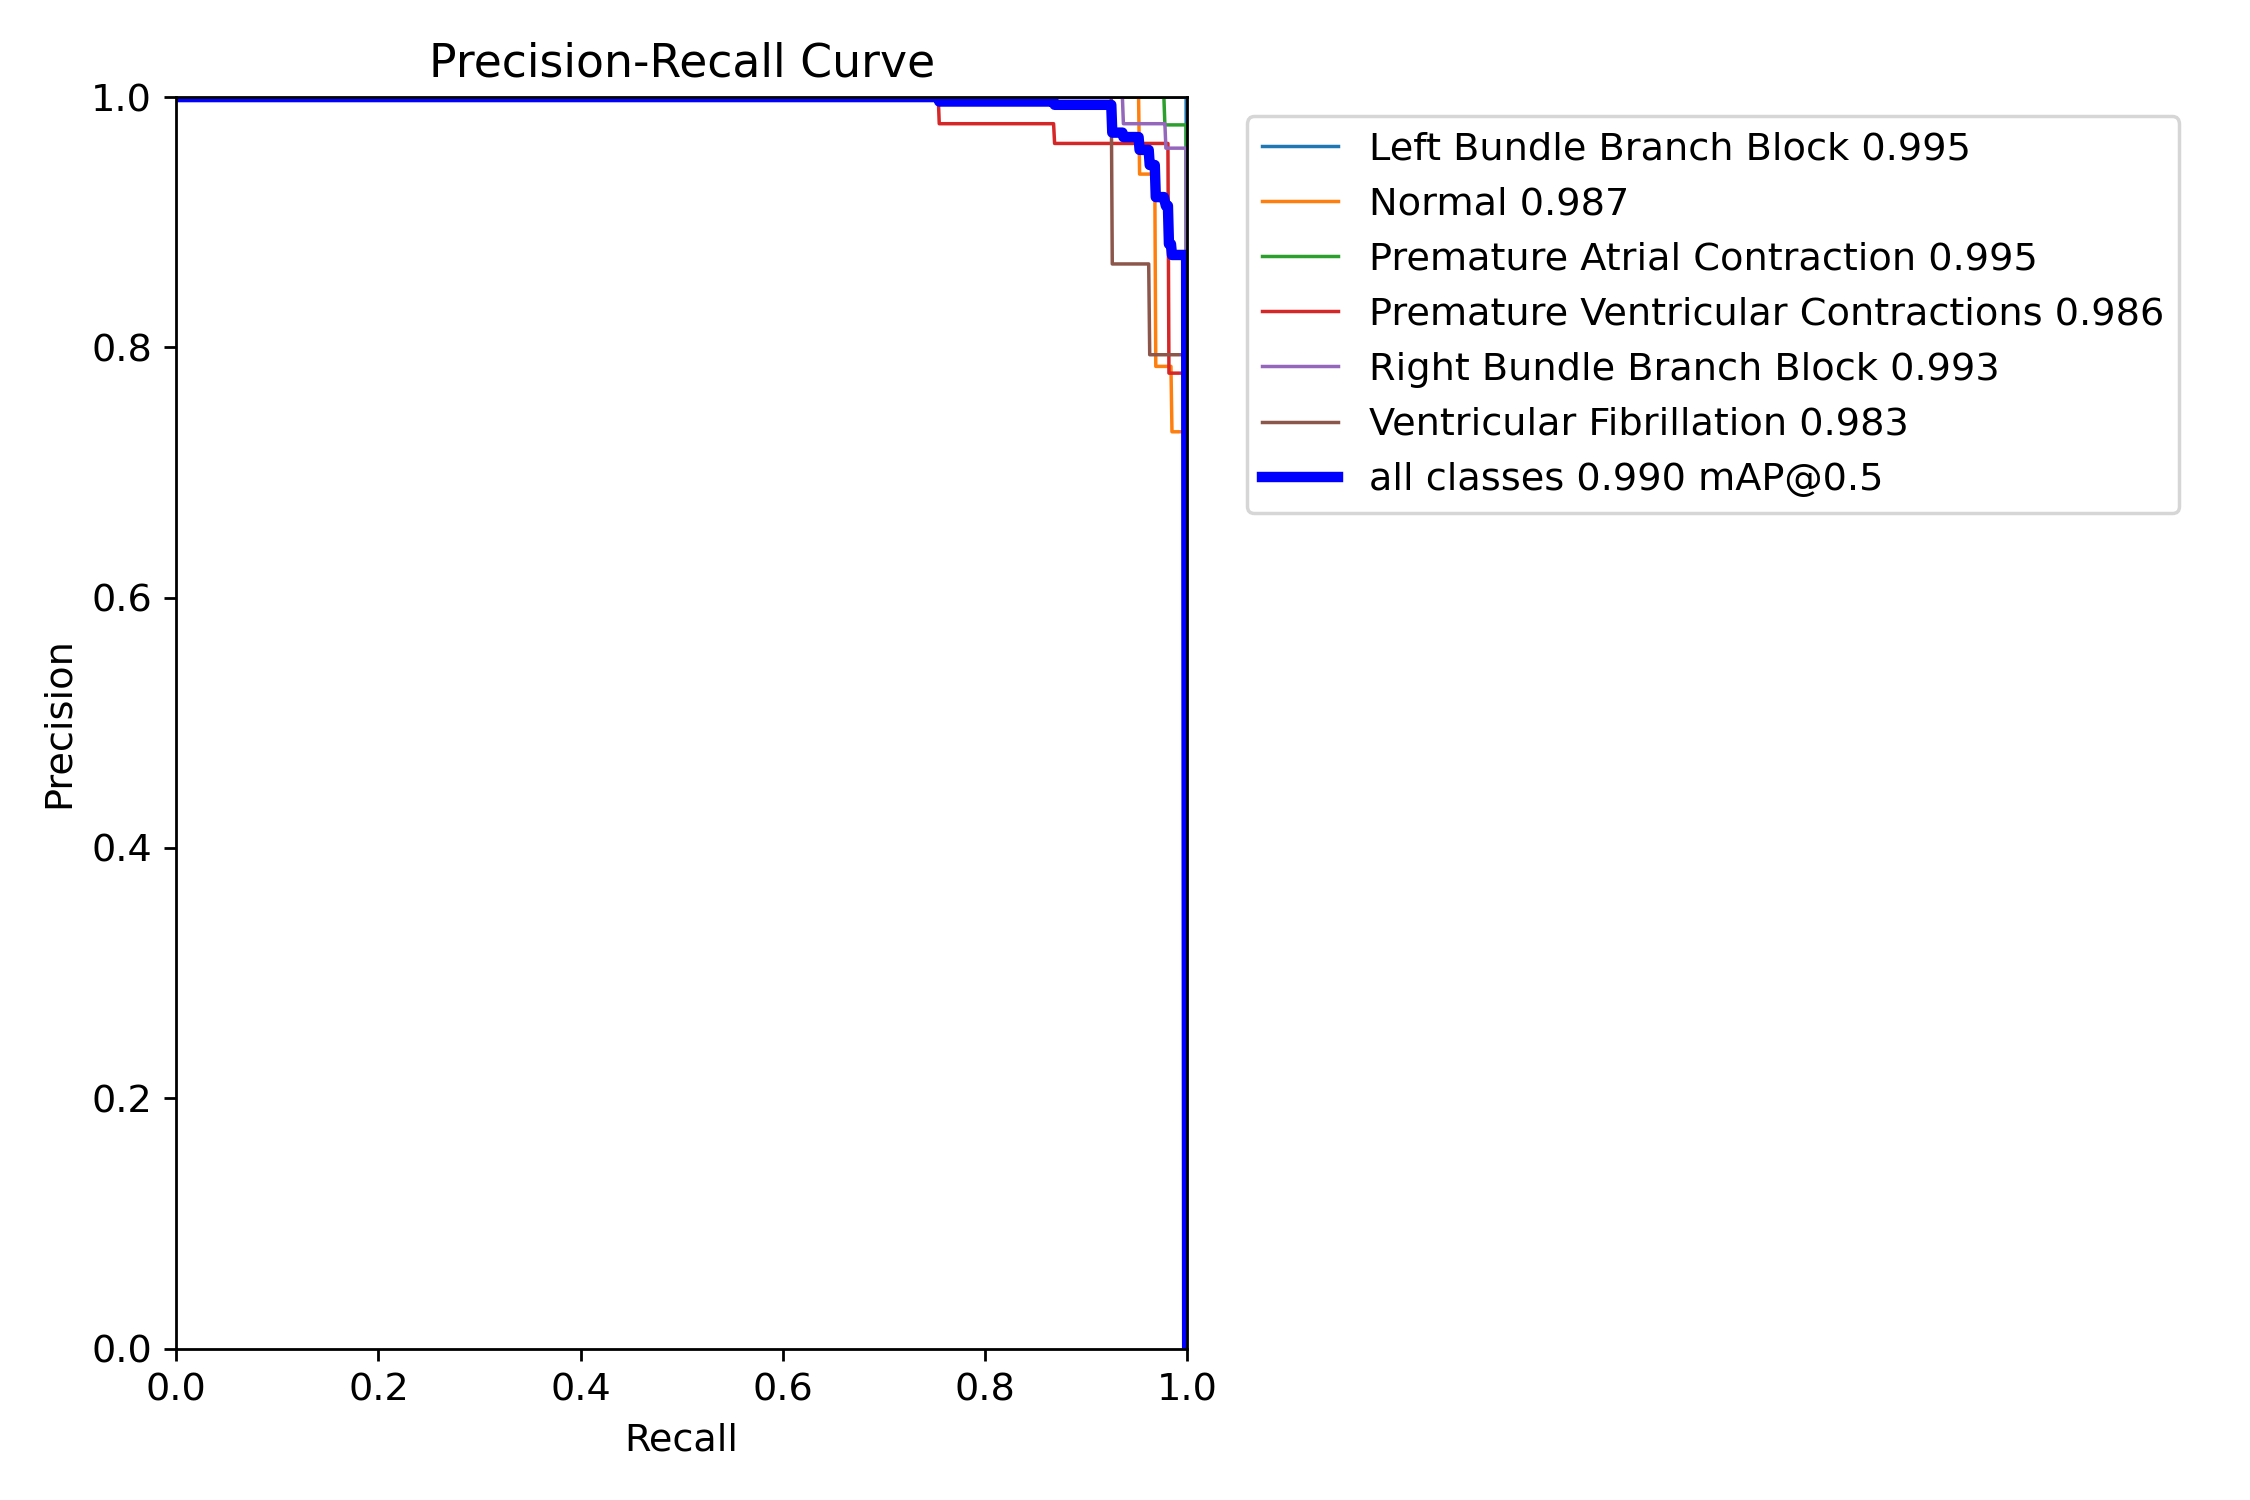 Precision-Recall Curve
1.0
0.8
0.6
0.4
0.2
0.0
Precision
0.0 0.2 0.4 0.6 0.8 1.0
Recall
Left Bundle Branch Block 0.995
Normal 0.987
Premature Atrial Contraction 0.995
Premature Ventricular Contractions 0.986
Right Bundle Branch Block 0.993
Ventricular Fibrillation 0.983
all classes 0.990 mAP@0.5